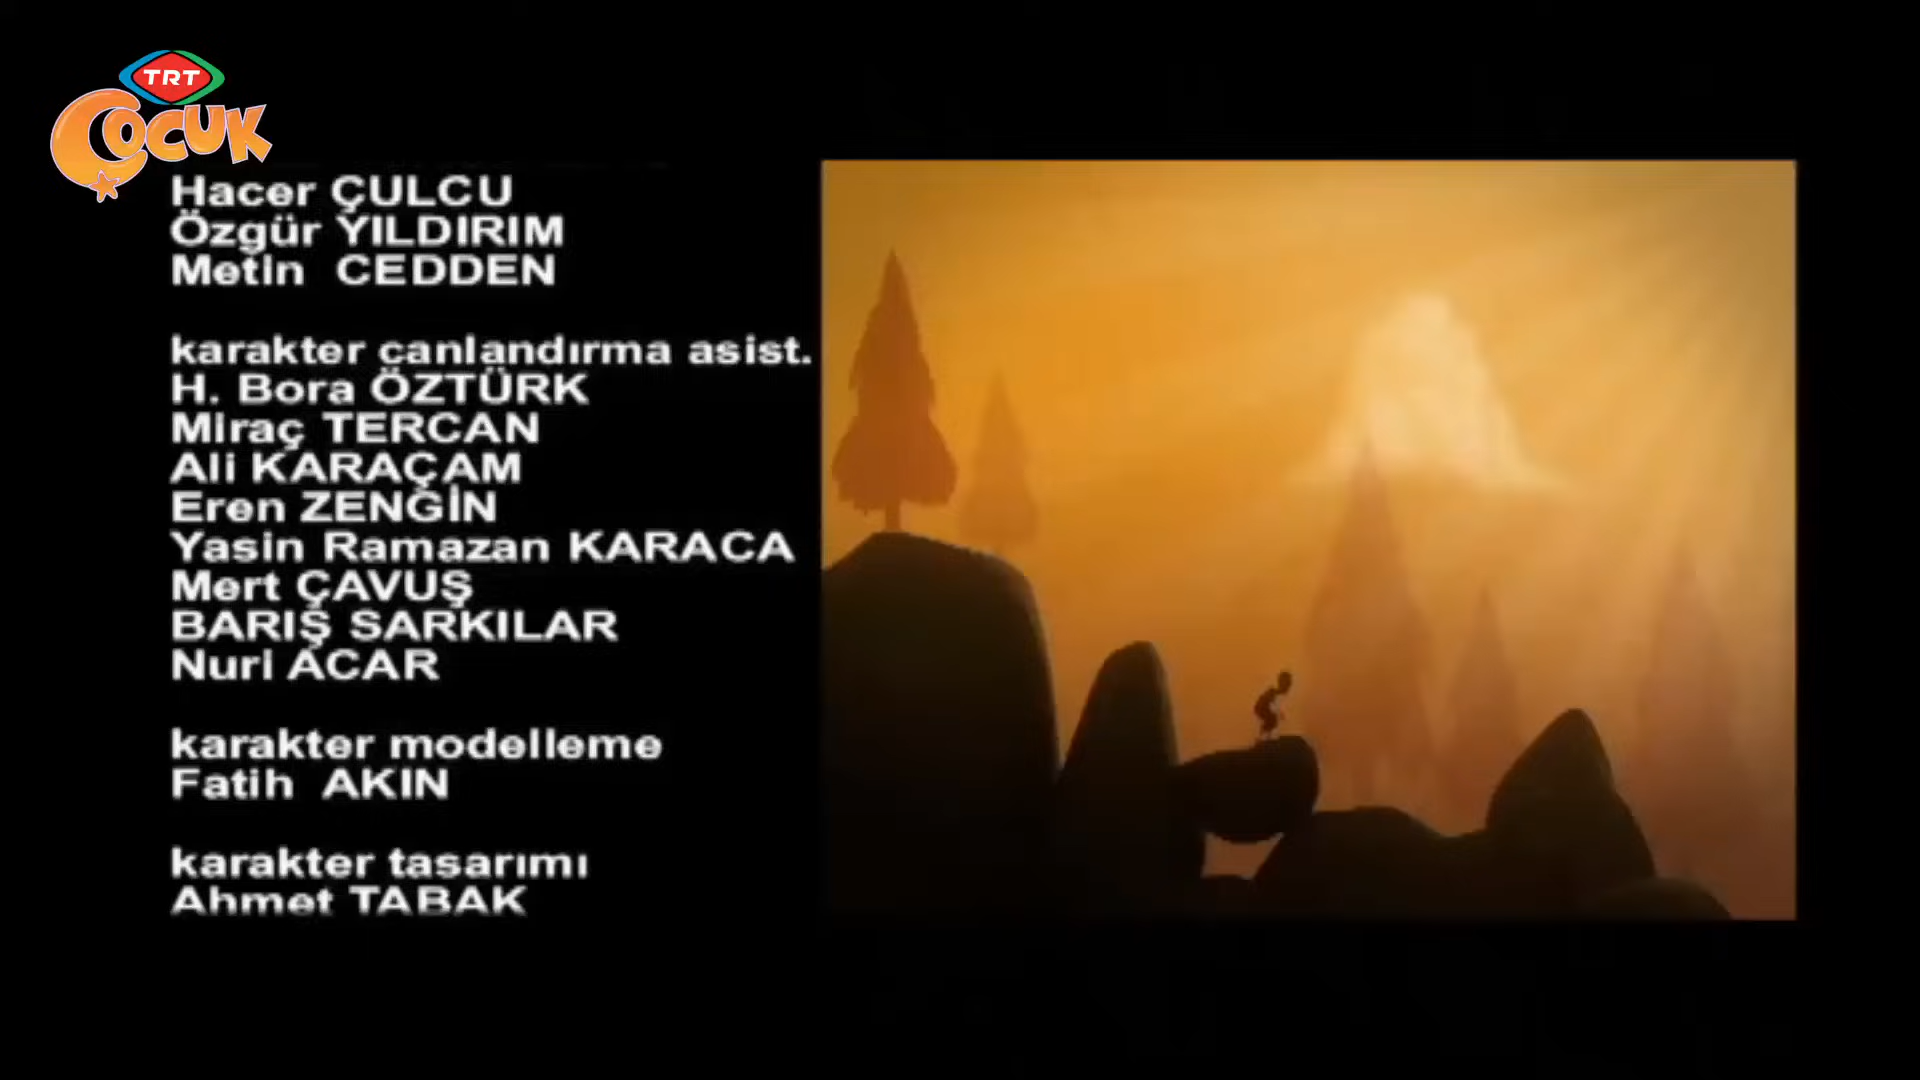 TRT
ÇOCUK
Hacer ÇULCU
Özgür YILDIRIM
Metin CEDDEN
karakter canlandırma asist.
H. Bora ÖZTÜRK
Miraç TERCAN
Ali KARAÇAM
Eren ZENGİN
Yasin Ramazan KARACA
Mert ÇAVUŞ
BARIŞ SARKILAR
Nuri ACAR
karakter modelleme
Fatih AKIN
karakter tasarımı
Ahmet TABAK